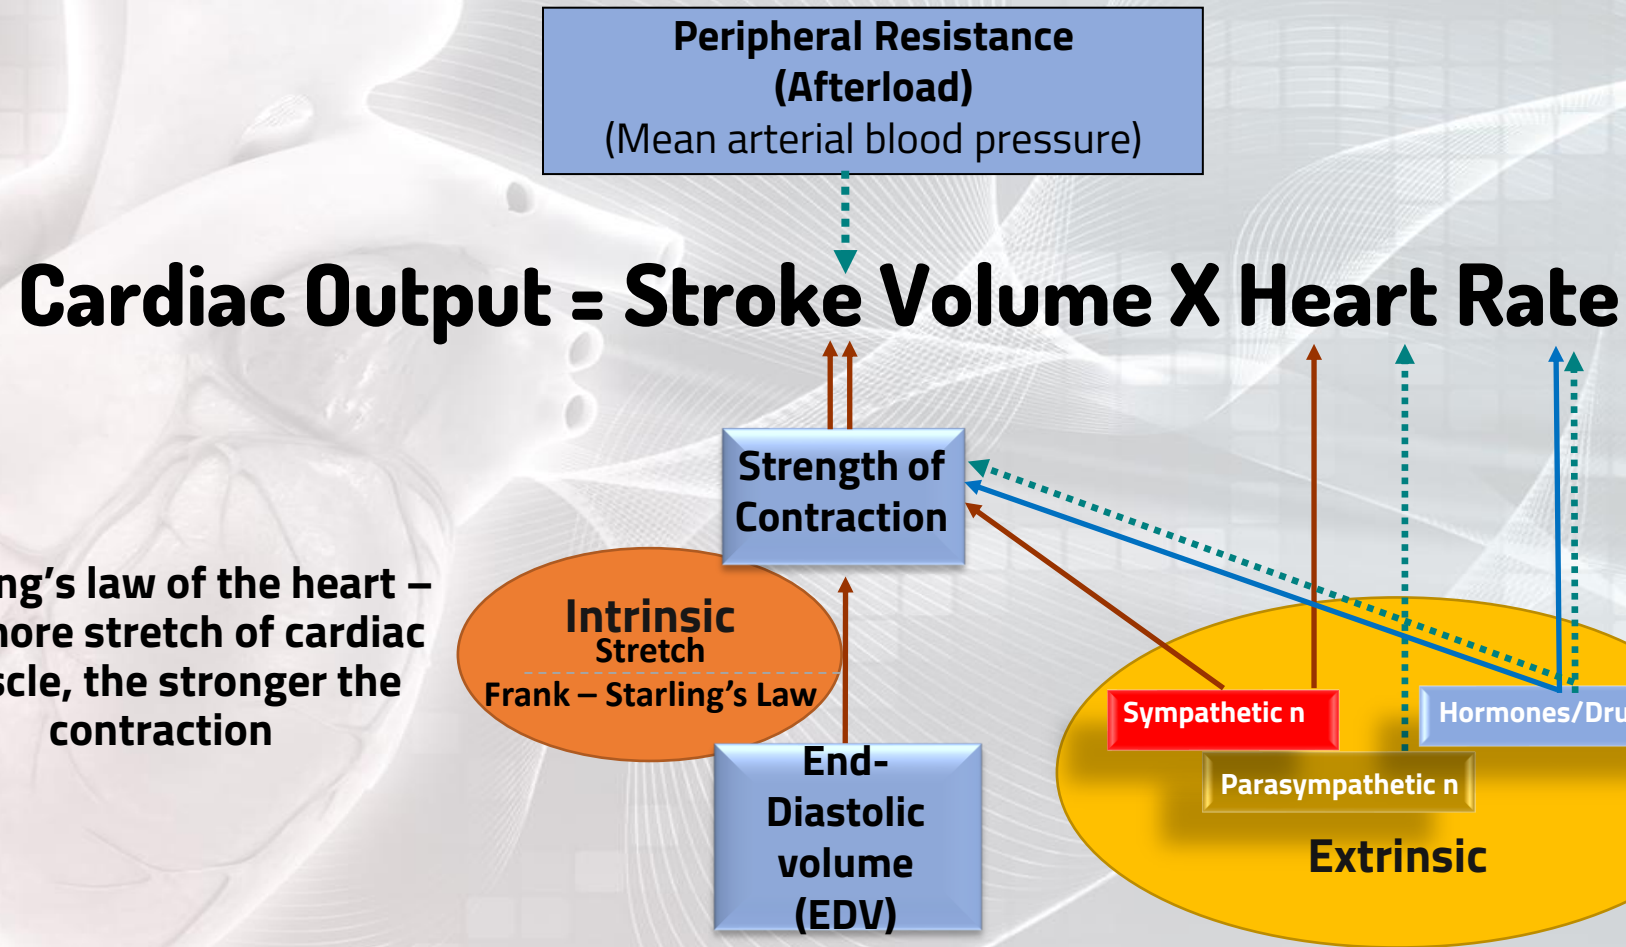 Peripheral Resistance
(Afterload)
(Mean arterial blood pressure)
Cardiac Output = Stroke Volume X Heart Rate
Strength of
Contraction
ng’s law of the heart –
more stretch of cardiac
scle, the stronger the
contraction
Intrinsic
Stretch
Frank – Starling’s Law
End-
Diastolic
volume
(EDV)
Sympathetic n
Hormones/Dru
Parasympathetic n
Extrinsic